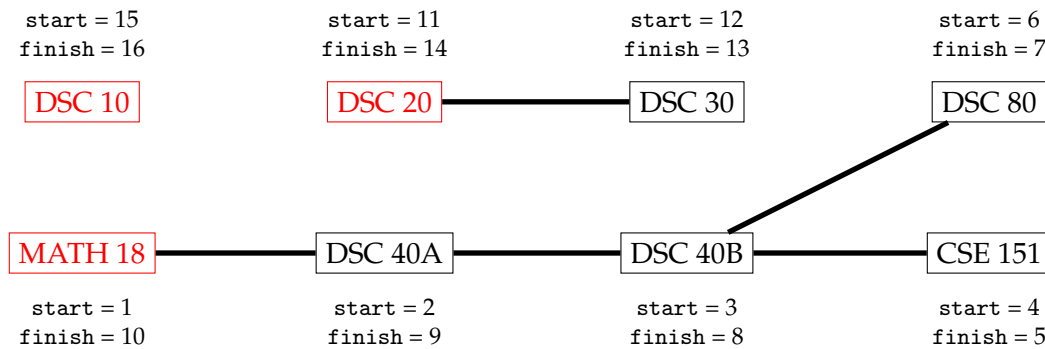 start = 15
finish = 16
DSC 10
start = 11
finish = 14
DSC 20
start = 12
finish = 13
DSC 30
start = 6
finish = 7
DSC 80
MATH 18
start = 1
finish = 10
DSC 40A
start = 2
finish = 9
DSC 40B
start = 3
finish = 8
CSE 151
start = 4
finish = 5